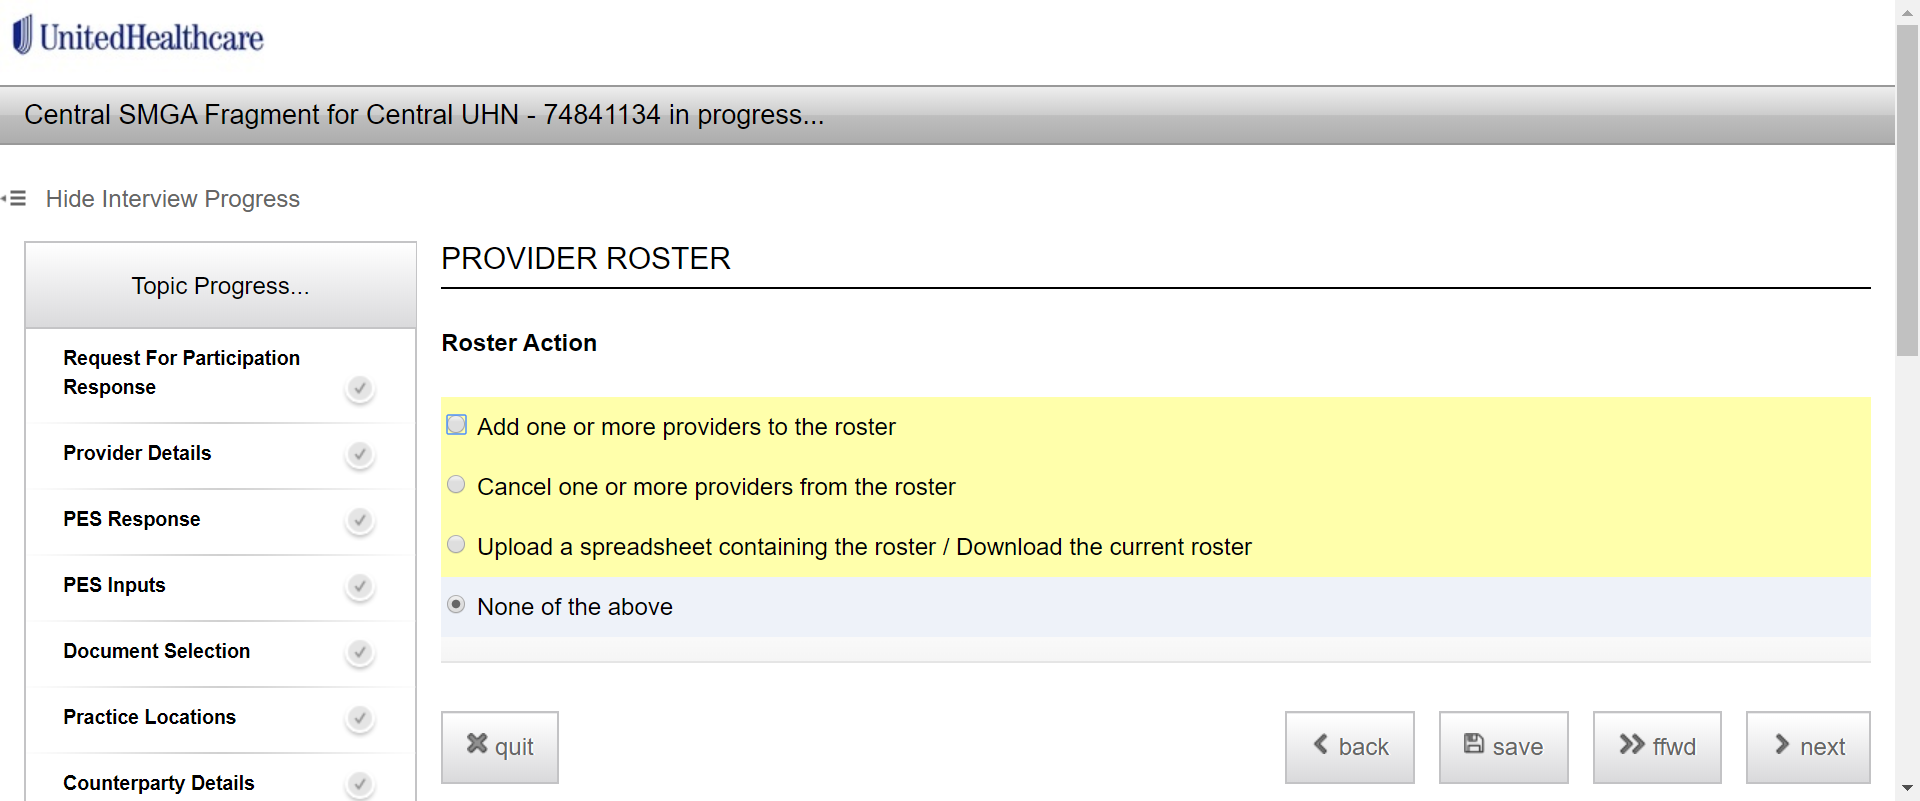 UnitedHealthcare
Central SMGA Fragment for Central UHN - 74841134 in progress...
Hide Interview Progress
Topic Progress...
Request For Participation
Response
Provider Details
PES Response
PES Inputs
Document Selection
Practice Locations
Counterparty Details
PROVIDER ROSTER
Roster Action
Add one or more providers to the roster
Cancel one or more providers from the roster
Upload a spreadsheet containing the roster / Download the current roster
None of the above
quit
back
save
ffwd
next